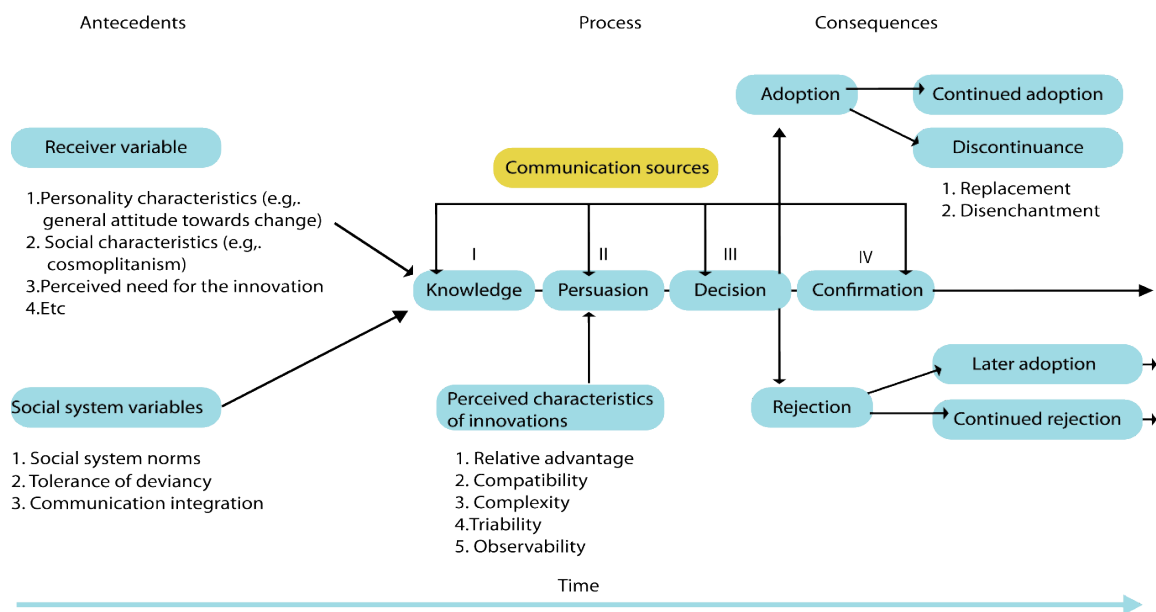 Antecedents
Process
Consequences
Adoption
Continued adoption
Receiver variable
Discontinuance
Communication sources
1.Personality characteristics (e.g,.
general attitude towards change)
2. Social characteristics (e.g,.
cosmoplitanism)
3.Perceived need for the innovation
4.Etc
1. Replacement
2. Disenchantment
I
II
III
IV
Knowledge
Persuasion
Decision
Confirmation
Social system variables
1. Social system norms
2. Tolerance of deviancy
3. Communication integration
Perceived characteristics
of innovations
1. Relative advantage
2. Compatibility
3. Complexity
4.Triability
5. Observability
Rejection
Later adoption
Continued rejection
Time